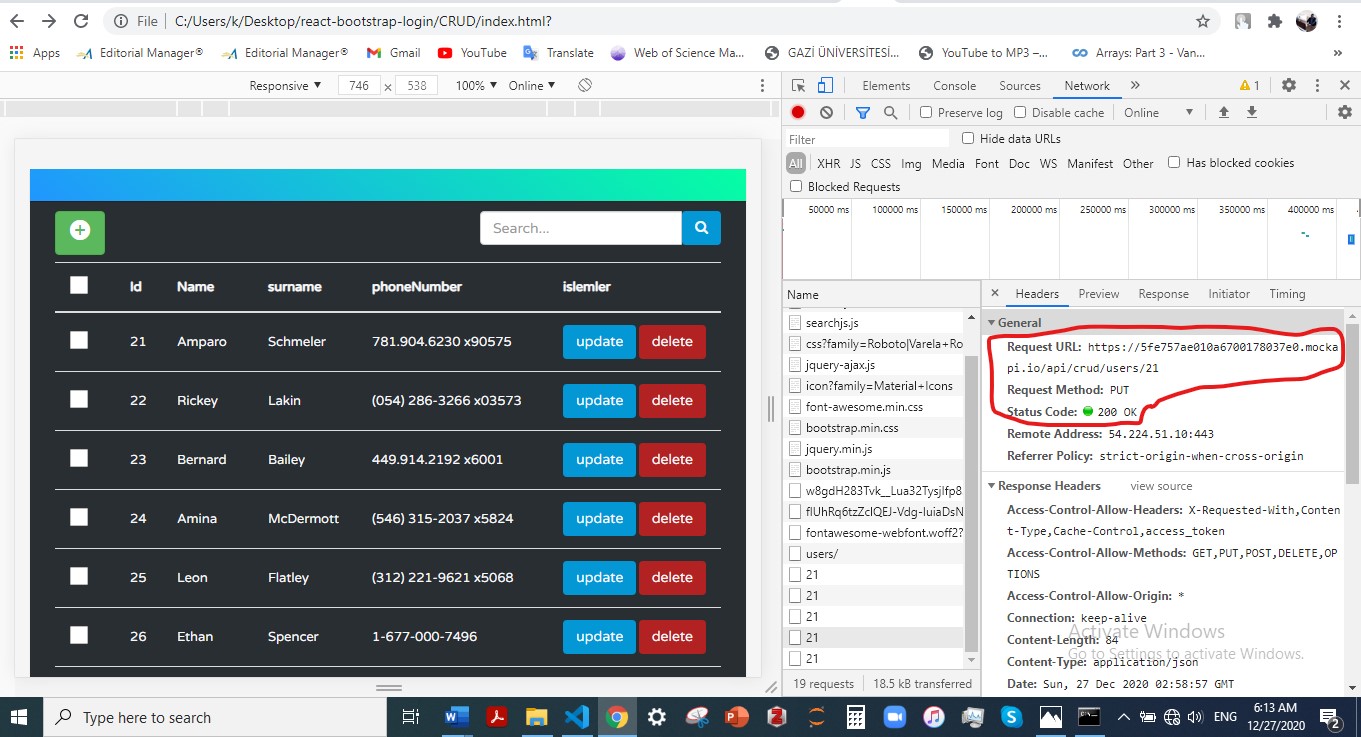 File
C:/Users/k/Desktop/react-bootstrap-login/CRUD/index.html?
Apps Editorial Manager® Editorial Manager® Gmail YouTube Translate Web of Science Ma... GAZİ ÜNİVERSİTESİ... YouTube to MP3 –... Arrays: Part 3 - Van... »
Responsive ▼ 746 × 538 100% ▼ Online ▼
Elements Console Sources Network » 1
Preserve log Disable cache Online ▼
Filter Hide data URLs
All XHR JS CSS Img Media Font Doc WS Manifest Other Has blocked cookies
Blocked Requests
50000 ms 100000 ms 150000 ms 200000 ms 250000 ms 300000 ms 350000 ms 400000 ms
Search...
Id Name surname phoneNumber islemler
21 Amparo Schmeler 781.904.6230 x90575 update delete
22 Rickey Lakin (054) 286-3266 x03573 update delete
23 Bernard Bailey 449.914.2192 x6001 update delete
24 Amina McDermott (546) 315-2037 x5824 update delete
25 Leon Flatley (312) 221-9621 x5068 update delete
26 Ethan Spencer 1-677-000-7496 update delete
Name
searchjs.js
css?family=Roboto|Varela+Ro
jquery-ajax.js
icon?family=Material+Icons
font-awesome.min.css
bootstrap.min.css
jquery.min.js
bootstrap.min.js
fontawesome-webfont.woff2?
users/
21
21
21
21
21
19 requests 18.5 kB transferred
Headers Preview Response Initiator Timing
General
Request URL: https://5fe757ae010a6700178037e0.mocka
pi.io/api/crud/users/21
Request Method: PUT
Status Code: 200 OK
Remote Address: 54.224.51.10:443
Referrer Policy: strict-origin-when-cross-origin
Response Headers view source
Access-Control-Allow-Headers: X-Requested-With,Conten
t-Type,Cache-Control,access_token
Access-Control-Allow-Methods: GET,PUT,POST,DELETE,OP
TIONS
Access-Control-Allow-Origin: *
Connection: keep-alive
Content-Length: 84
Content-Type: application/json
Date: Sun, 27 Dec 2020 02:58:57 GMT
Activate Windows
Go to Settings to activate Windows.
Type here to search
ENG
6:13 AM
12/27/2020
2